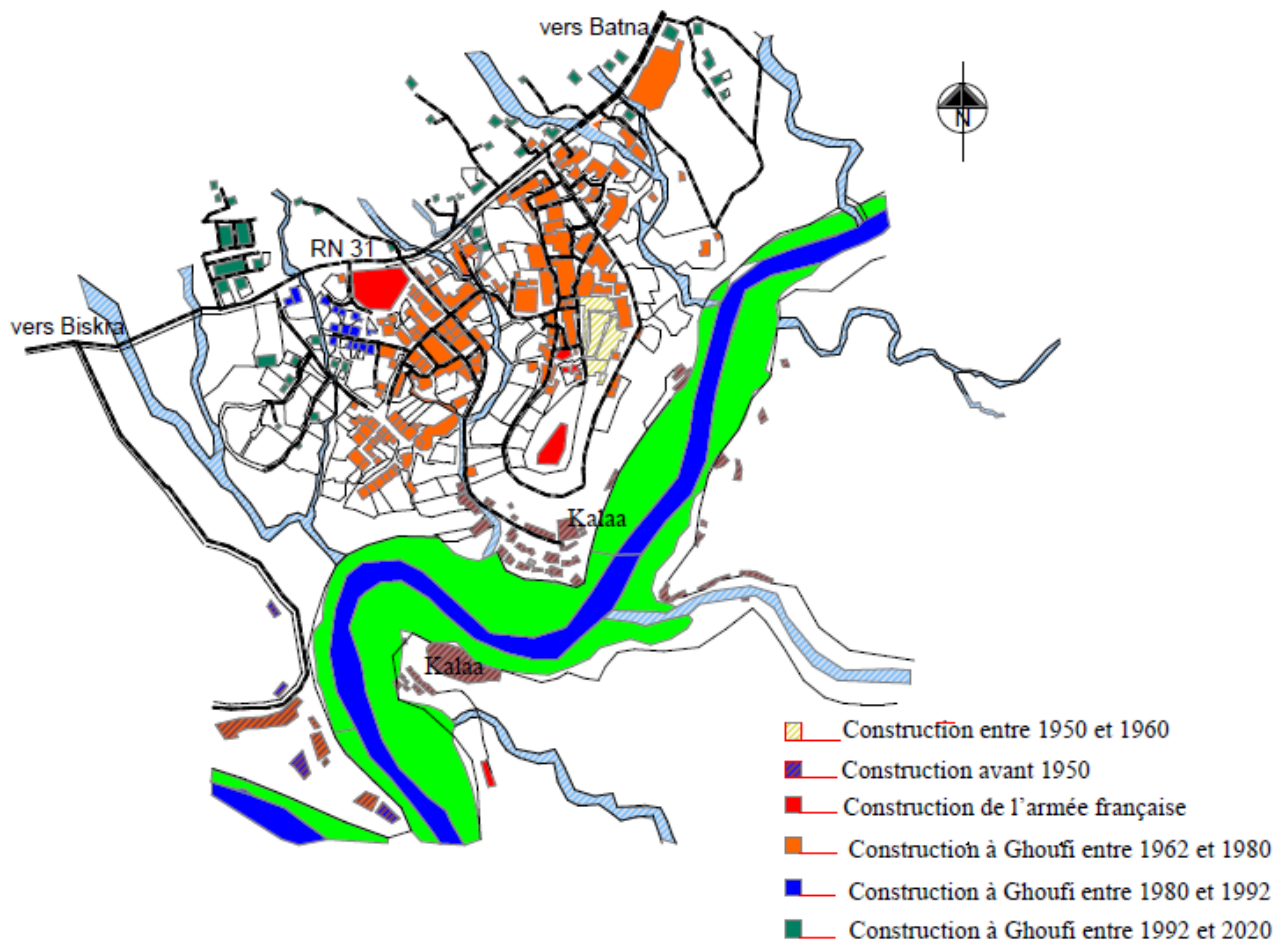 vers Batna
N
RN 31
vers Biskra
Kalaa
Kalaa
Construction entre 1950 et 1960
Construction avant 1950
Construction de l'armée française
Construction à Ghoufi entre 1962 et 1980
Construction à Ghoufi entre 1980 et 1992
Construction à Ghoufi entre 1992 et 2020